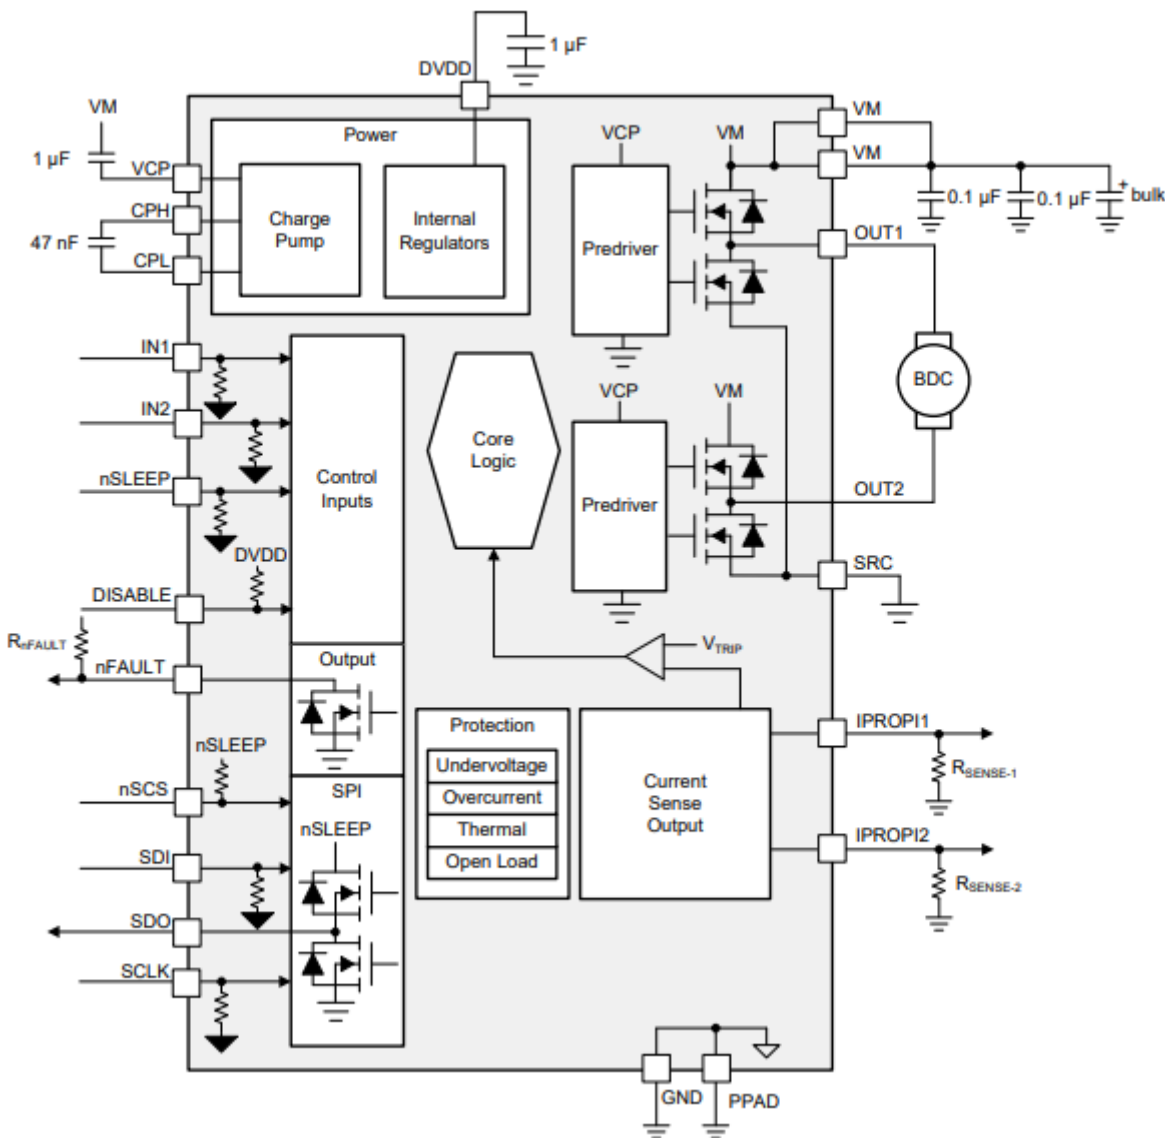 1 µF
DVDD
VM
1 µF
VCP
CPH
47 nF
CPL
Power
Charge
Pump
Internal
Regulators
VCP
VM
Predriver
VM
VM
0.1 µF
0.1 µF
+
bulk
OUT1
BDC
IN1
IN2
nSLEEP
DVDD
DISABLE
RnFAULT
nFAULT
Control
Inputs
Core
Logic
VCP
VM
Predriver
OUT2
SRC
VTRIP
Output
nSLEEP
nSCS
SPI
nSLEEP
SDI
SDO
SCLK
Protection
Undervoltage
Overcurrent
Thermal
Open Load
Current
Sense
Output
IPROPI1
RSENSE-1
IPROPI2
RSENSE-2
GND
PPAD